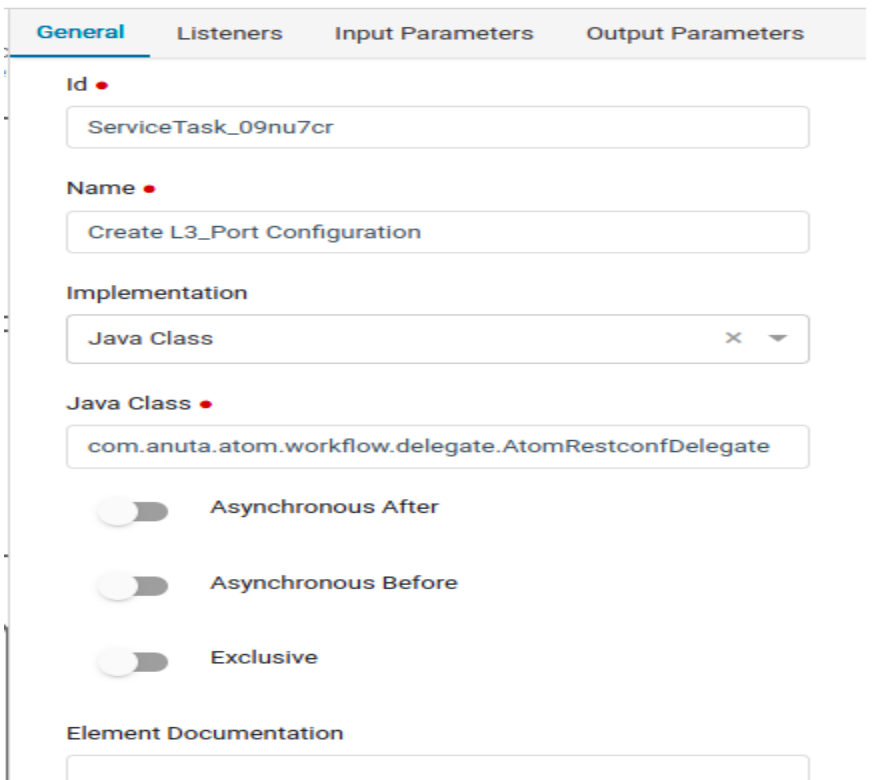 General Listeners Input Parameters Output Parameters
Id
ServiceTask_09nu7cr
Name
Create L3_Port Configuration
Implementation
Java Class
Java Class
com.anuta.atom.workflow.delegate.AtomRestconfDelegate
Asynchronous After
Asynchronous Before
Exclusive
Element Documentation